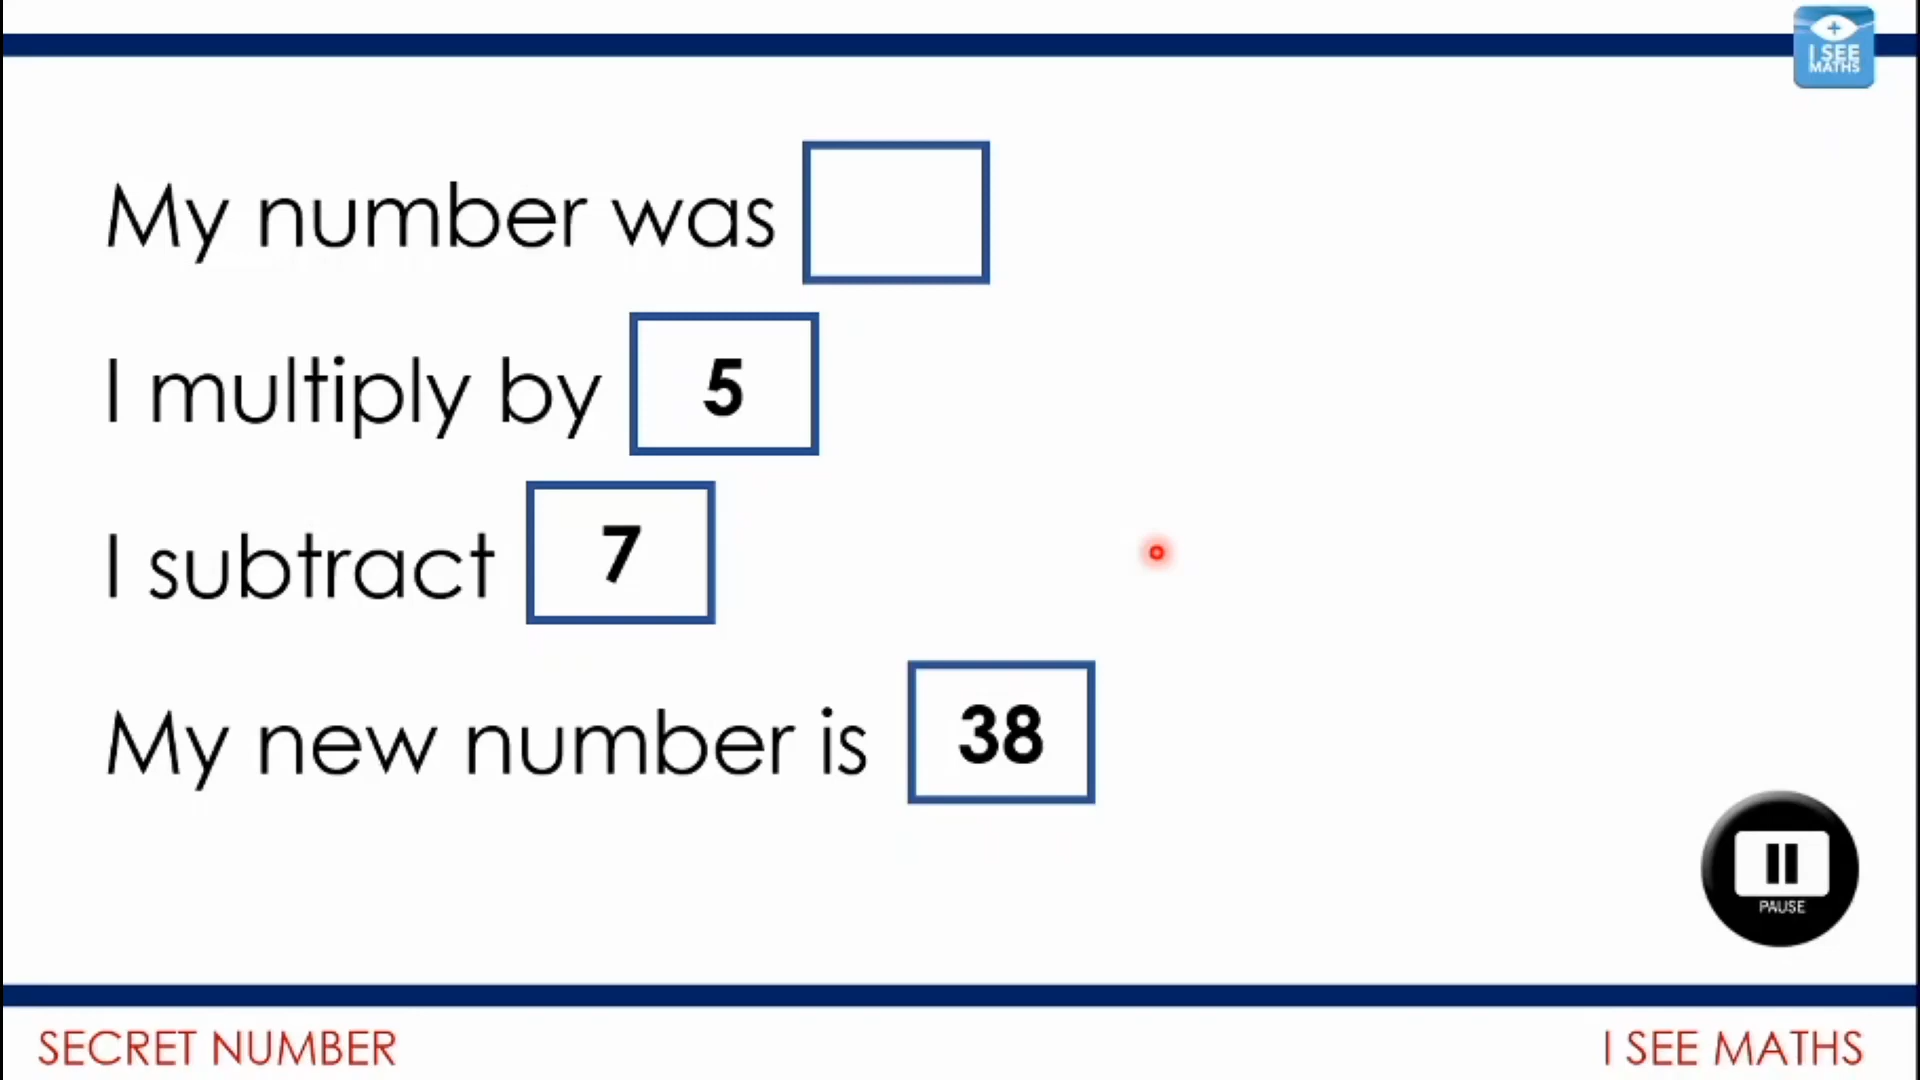 I SEE
MATHS
My number was
I multiply by 5
I subtract 7
My new number is 38
PAUSE
SECRET NUMBER
I SEE MATHS